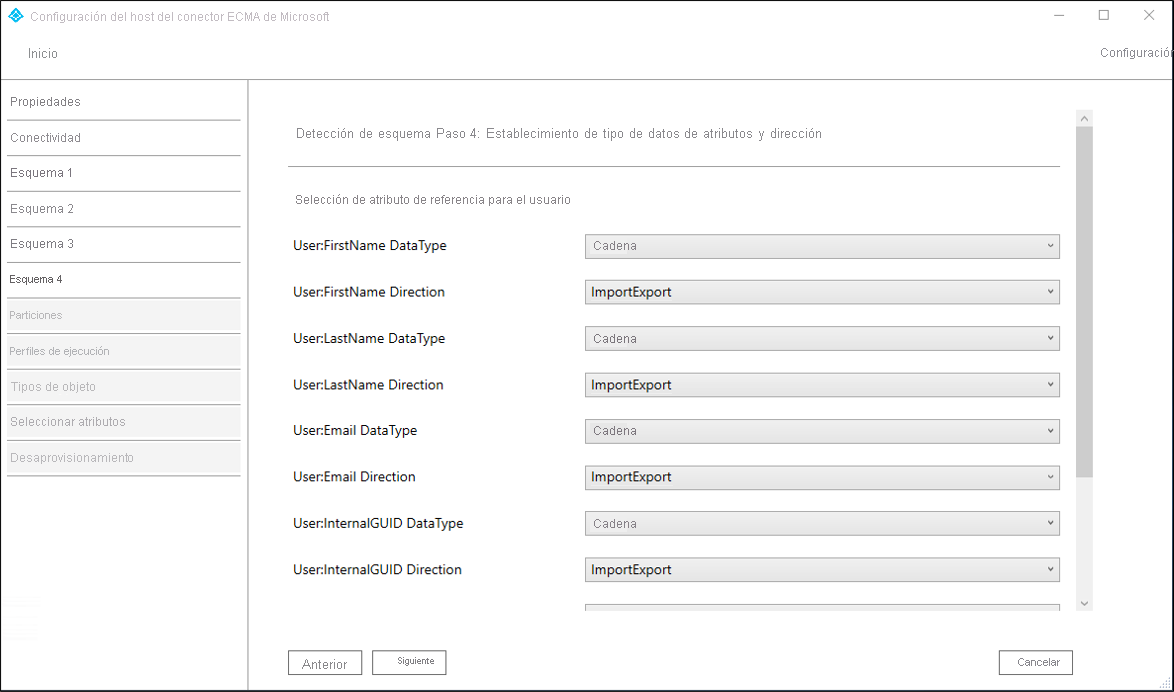 Configuración del host del conector ECMA de Microsoft
Inicio
Configuración
Propiedades
Conectividad
Esquema 1
Esquema 2
Esquema 3
Esquema 4
Particiones
Perfiles de ejecución
Tipos de objeto
Seleccionar atributos
Desaprovisionamiento
Detección de esquema Paso 4: Establecimiento de tipo de datos de atributos y dirección
Selección de atributo de referencia para el usuario
User:FirstName DataType Cadena
User:FirstName Direction ImportExport
User:LastName DataType Cadena
User:LastName Direction ImportExport
User:Email DataType Cadena
User:Email Direction ImportExport
User:InternalGUID DataType Cadena
User:InternalGUID Direction ImportExport
Anterior Siguiente Cancelar